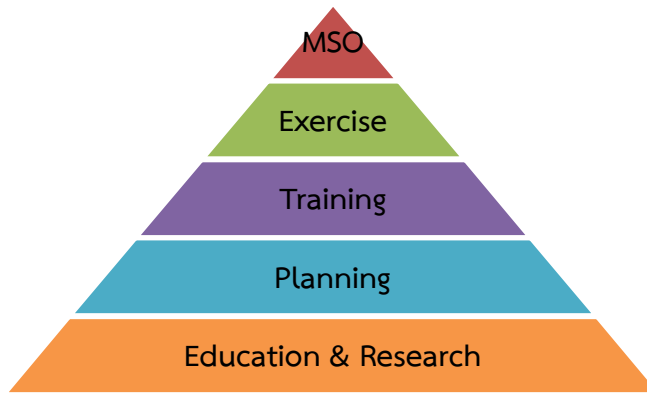 MSO
Exercise
Training
Planning
Education & Research